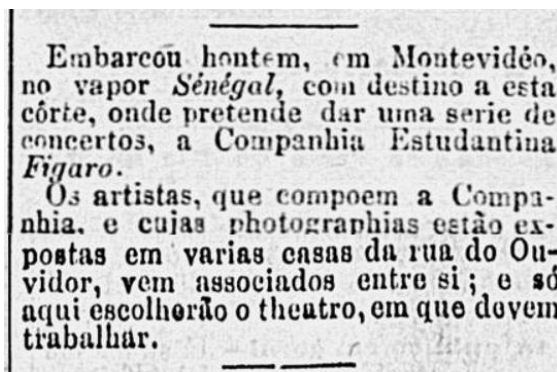 Embarcou hontem, em Montevidéo,
no vapor Sénégal, com destino a esta
côrte, onde pretende dar uma serie de
concertos, a Companhia Estudantina
Figaro.
Os artistas, que compoem a Compa-
nhia, e cujas photographias estão ex-
postas em varias casas da rua do Ou-
vidor, vem associados entre si; e só
aqui escolherão o theatro, em que devem
trabalhar.